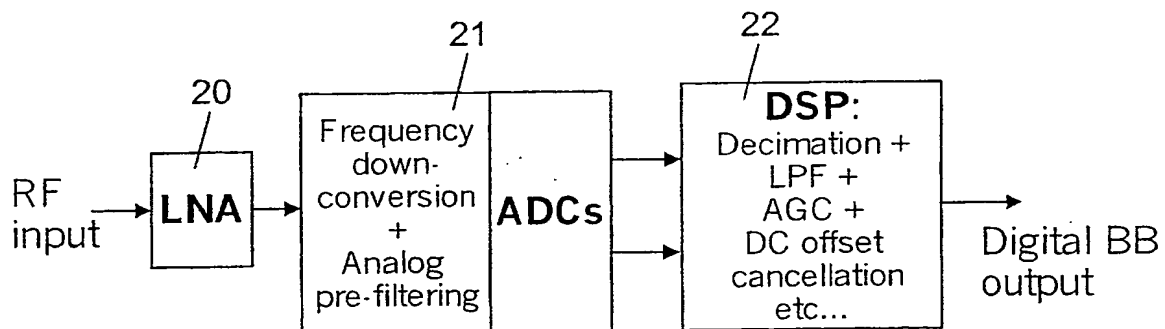 20
21
22
RF
input
LNA
Frequency
down-
conversion
+
Analog
pre-filtering
ADCs
DSP:
Decimation +
LPF +
AGC +
DC offset
cancellation
etc...
Digital BB
output